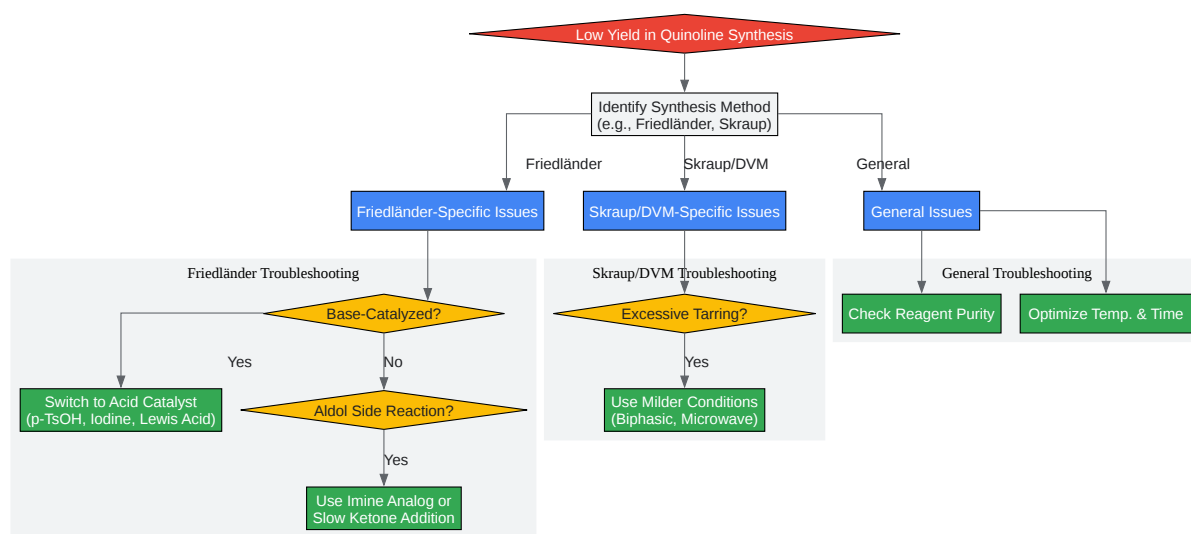 Low Yield in Quinoline Synthesis
Identify Synthesis Method
(e.g., Friedländer, Skraup)
Friedländer
Skraup/DVM
General
Friedländer-Specific Issues
Skraup/DVM-Specific Issues
General Issues
Friedländer Troubleshooting
Skraup/DVM Troubleshooting
General Troubleshooting
Base-Catalyzed?
Excessive Tarring?
Check Reagent Purity
Optimize Temp. & Time
Yes
No
Yes
Switch to Acid Catalyst
(p-TsOH, Iodine, Lewis Acid)
Aldol Side Reaction?
Use Milder Conditions
(Biphasic, Microwave)
Yes
Use Imine Analog or
Slow Ketone Addition